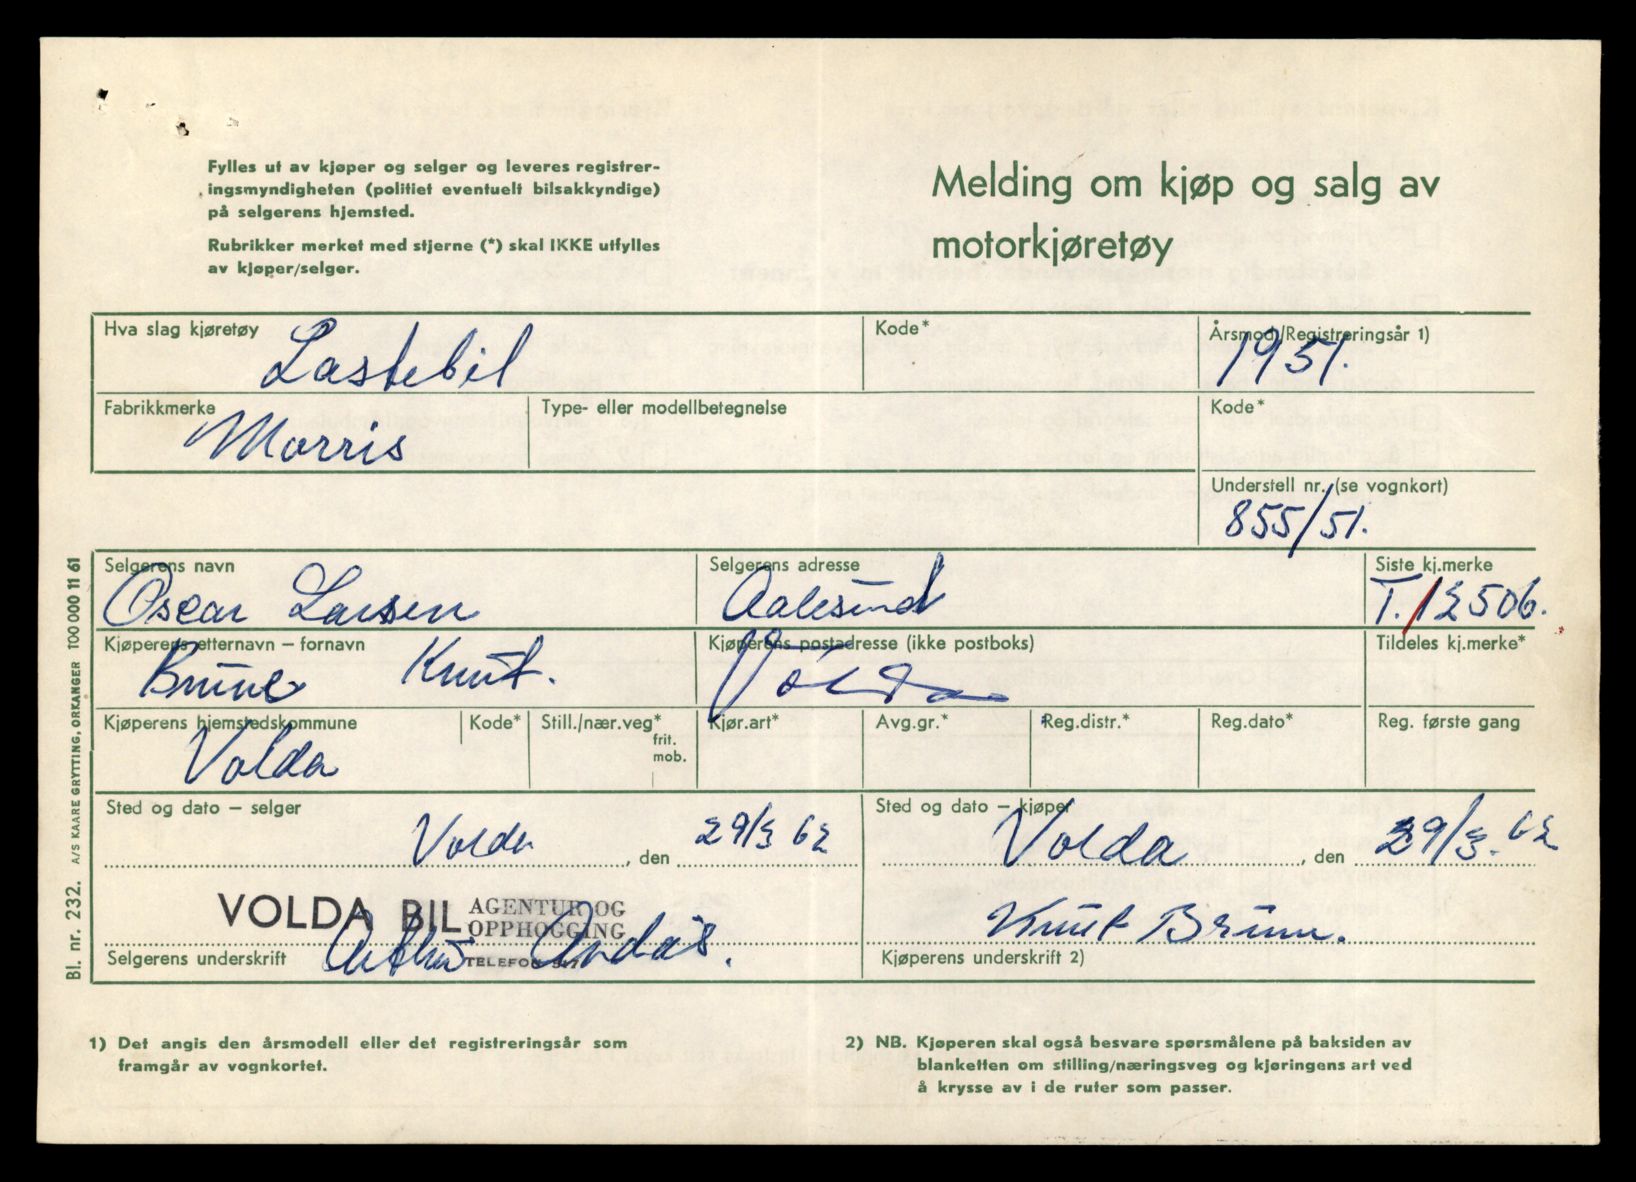 Fylles ut av kjøper og selger og leveres registrer-
ingsmyndigheten (politiet eventuelt bilsakkyndige)
på selgerens hjemsted.
Rubrikker merket med stjerne (*) skal IKKE utfylles
av kjøper/selger.
Melding om kjøp og salg av
motorkjøretøy
Hva slag kjøretøy
Lastebil
Kode*
Årsmod/Registreringsår 1)
1951.
Fabrikkmerke
Morris
Type- eller modellbetegnelse
Kode*
Understell nr. (se vognkort)
855/51.
Selgerens navn
Oscar Larsen
Selgerens adresse
Aalesund
Siste kj.merke
T. 12506.
Kjøperens etternavn – fornavn
Brune Knut.
Kjøperens postadresse (ikke postboks)
Volda
Tildeles kj.merke*
Kjøperens hjemstedskommune
Volda
Kode*
Still./nær.veg*
frit.
mob.
Kjør.art*
Avg.gr.*
Reg.distr.*
Reg.dato*
Reg. første gang
Sted og dato – selger
Volda, den 29/3 62
Sted og dato – kjøper
Volda, den 29/3. 62
VOLDA BIL AGENTUR OG
OPPHOGGING
TELEFON
Selgerens underskrift
Knut Brunn.
Kjøperens underskrift 2)
1) Det angis den årsmodell eller det registreringsår som
framgår av vognkortet.
2) NB. Kjøperen skal også besvare spørsmålene på baksiden av
blanketten om stilling/næringsveg og kjøringens art ved
å krysse av i de ruter som passer.
Bl. nr. 232. A/S KAARE GRYTTING, ORKANGER 100 000 11 61